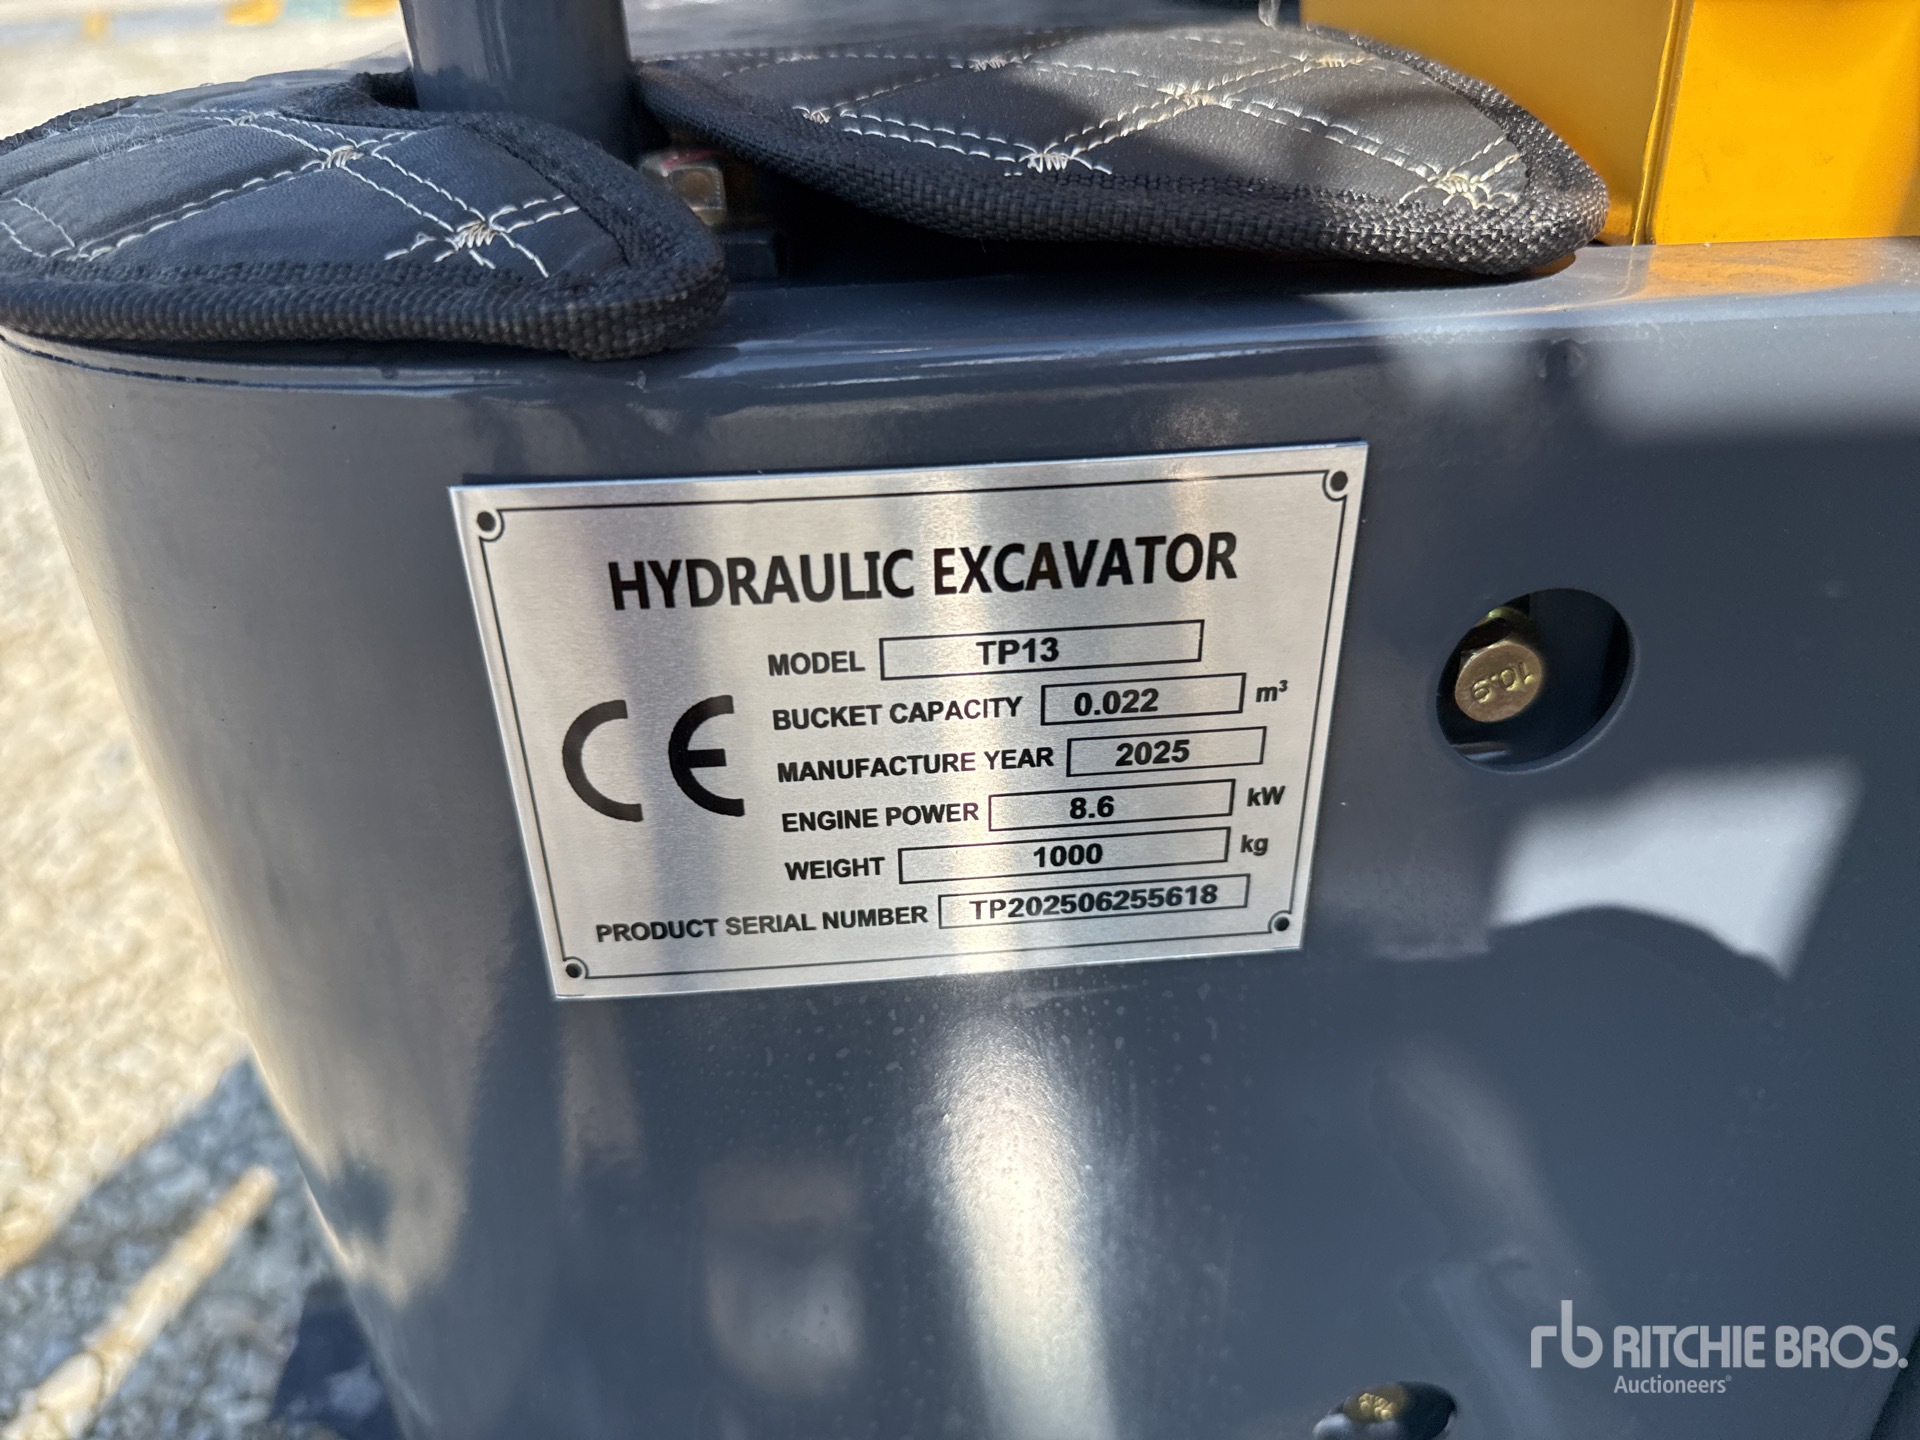 HYDRAULIC EXCAVATOR
MODEL TP13
BUCKET CAPACITY 0.022 m³
MANUFACTURE YEAR 2025
CE
ENGINE POWER 8.6 kW
WEIGHT 1000 kg
PRODUCT SERIAL NUMBER TP202506255618
10.9
rb RITCHIE BROS.
Auctioneers®